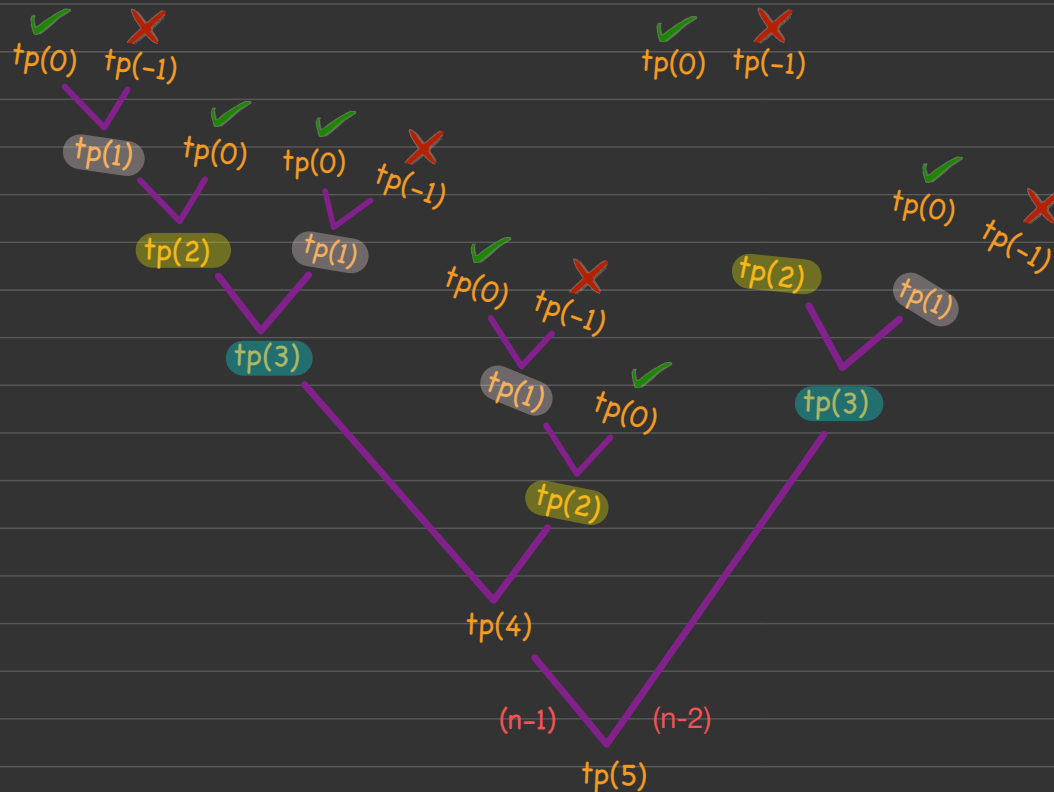 tp(0) tp(-1) tp(0) tp(-1)
tp(1) tp(0) tp(0) tp(-1)
tp(0) tp(-1)
tp(2) tp(1)
tp(0) tp(-1) tp(2) tp(1)
tp(3)
tp(1) tp(0) tp(3)
tp(2)
tp(4)
(n-1) (n-2)
tp(5)